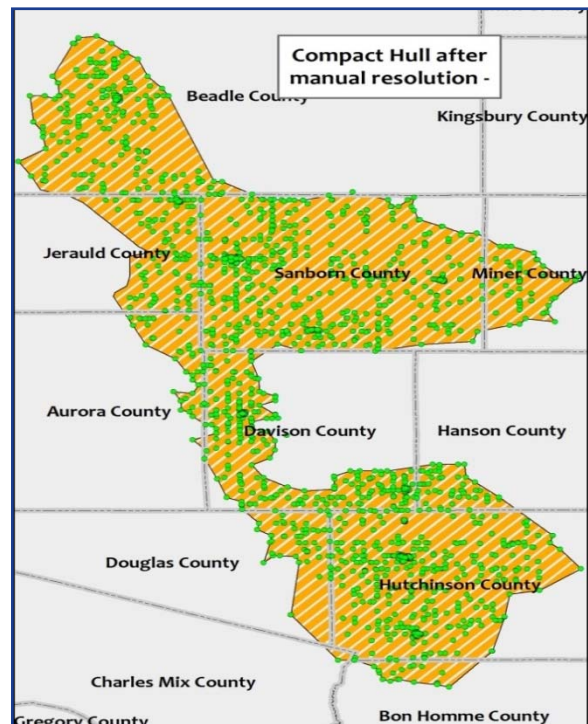 Compact Hull after
manual resolution -
Beadle County
Kingsbury County
Jerauld County
Sanborn County
Miner County
Aurora County
Davison County
Hanson County
Douglas County
Hutchinson County
Charles Mix County
Gregory County
Bon Homme County